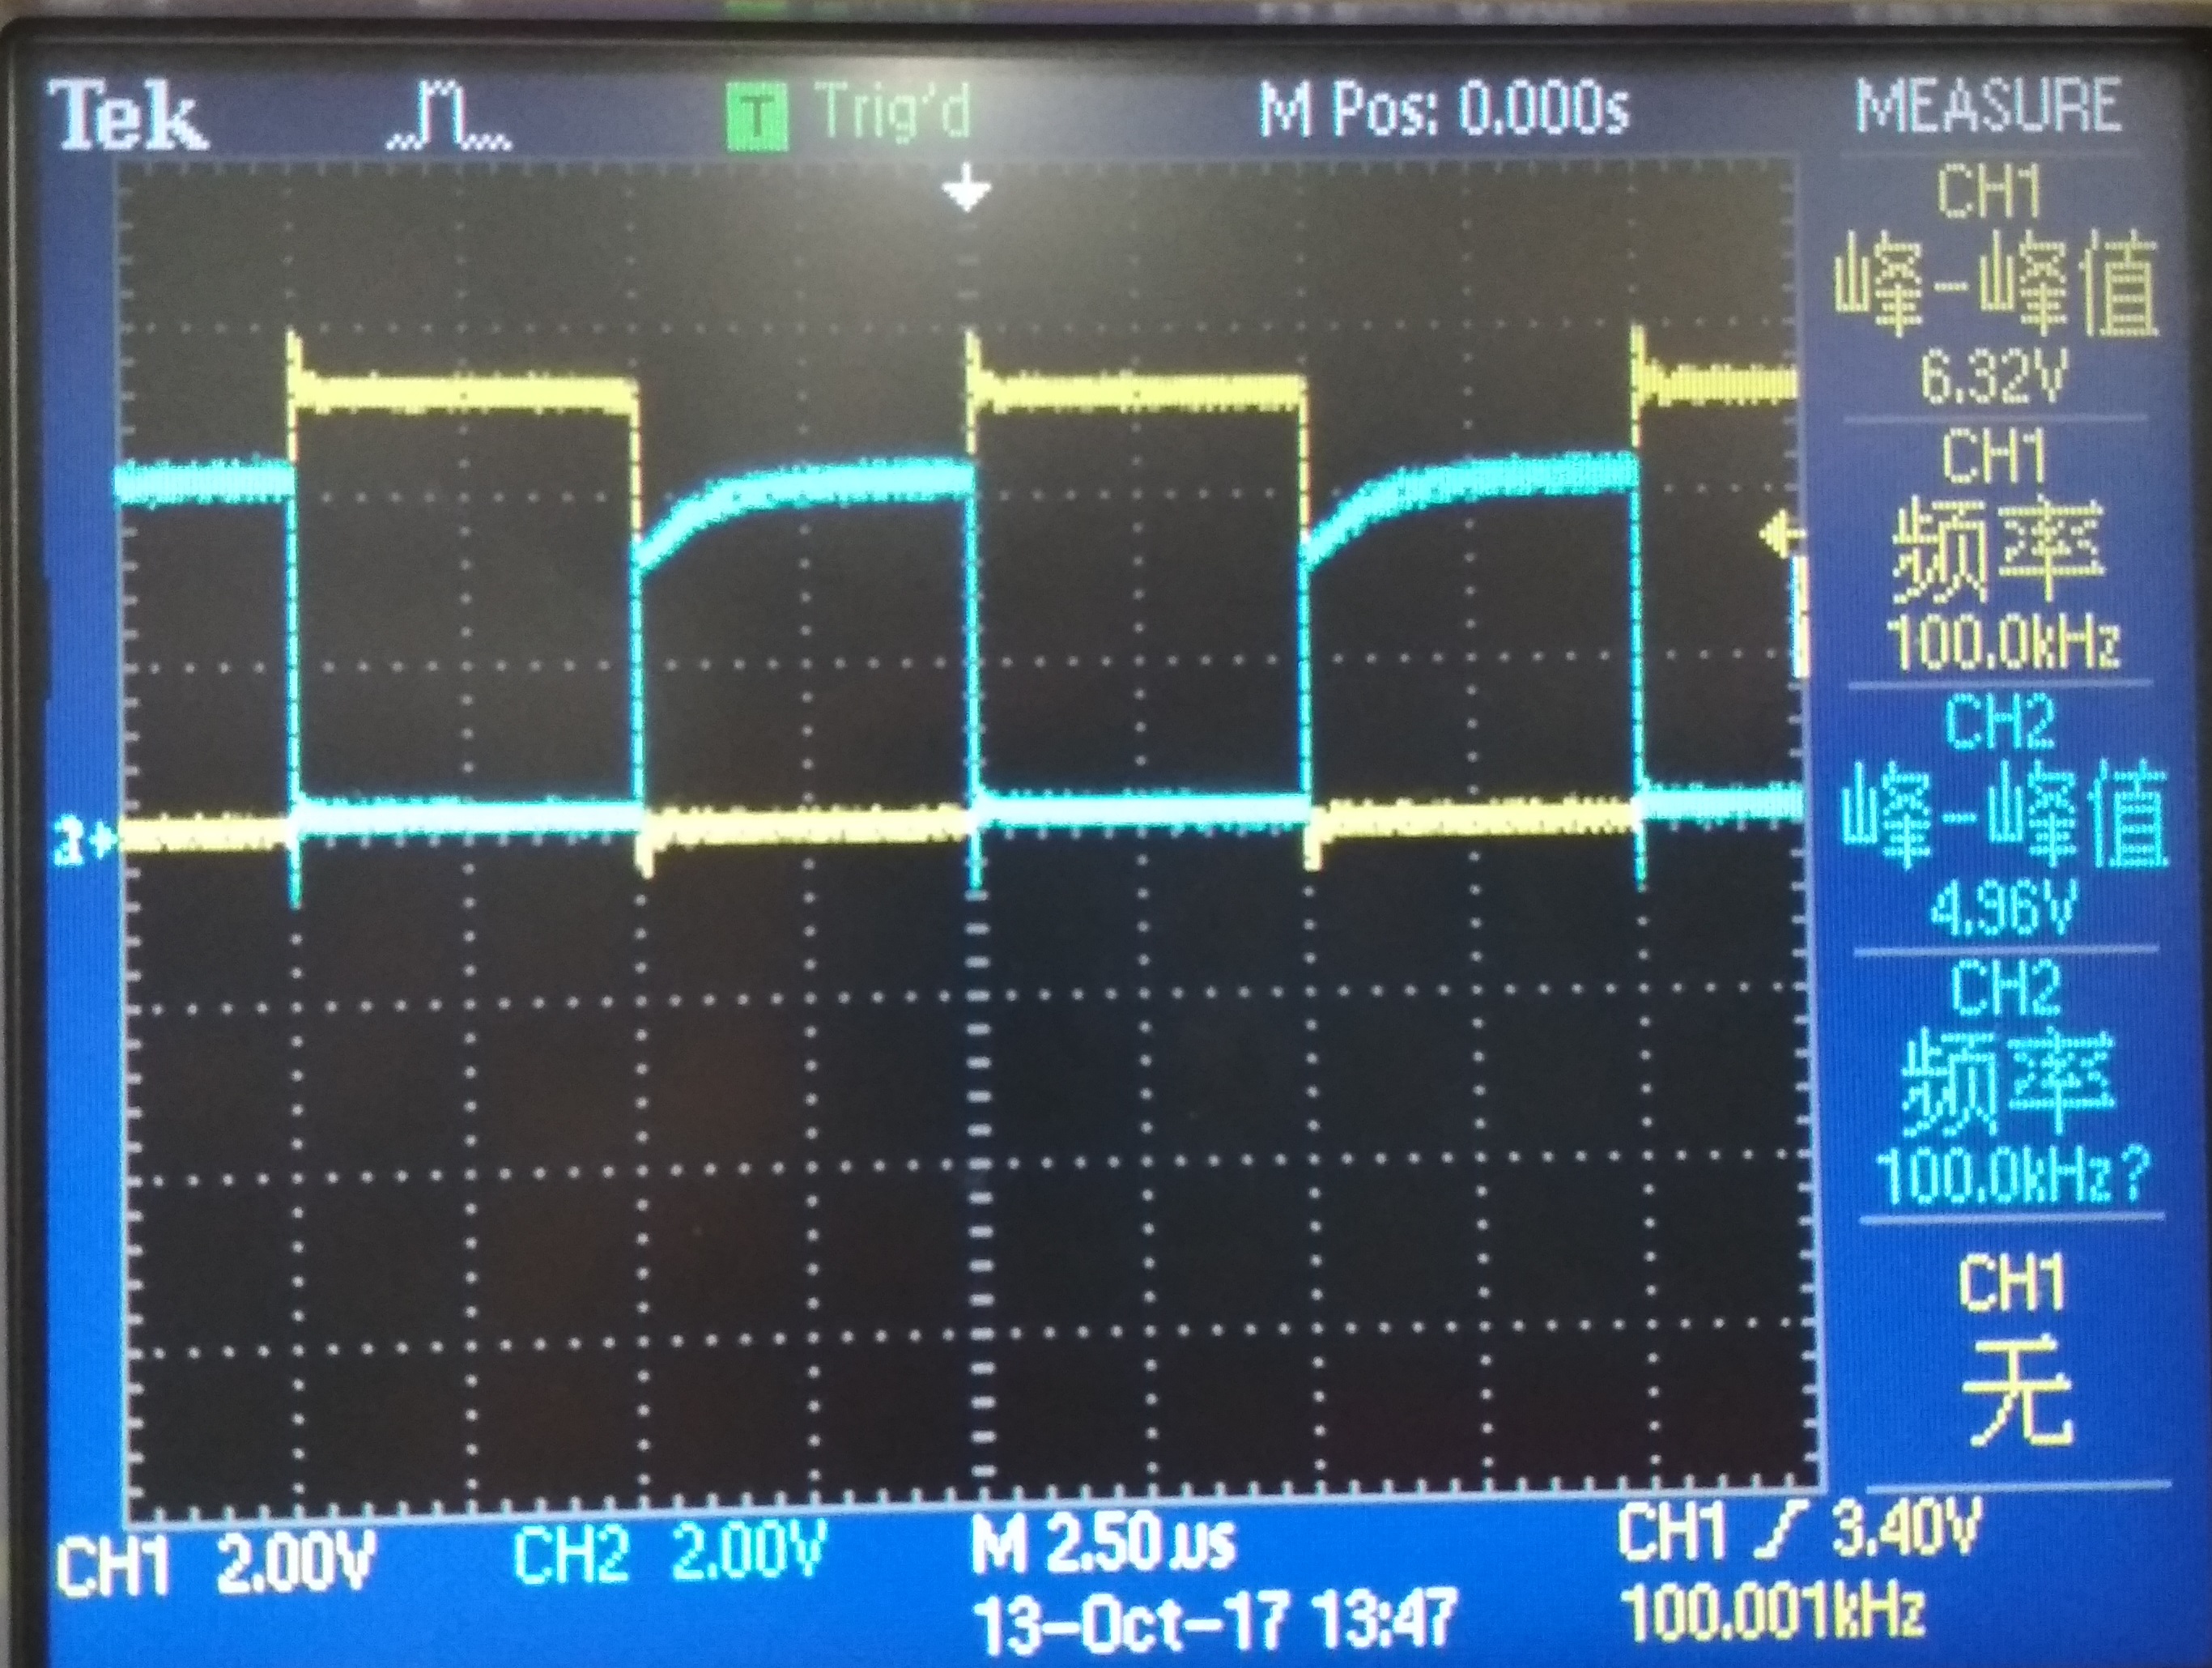 Tek T Trig'd M Pos: 0.000s MEASURE
CH1
峰-峰值
6.32V
CH1
频率
100.0kHz
CH2
峰-峰值
4.96V
CH2
频率
100.0kHz?
CH1
无
CH1 2.00V CH2 2.00V M 2.50µs CH1 3.40V
13-Oct-17 13:47 100.001kHz